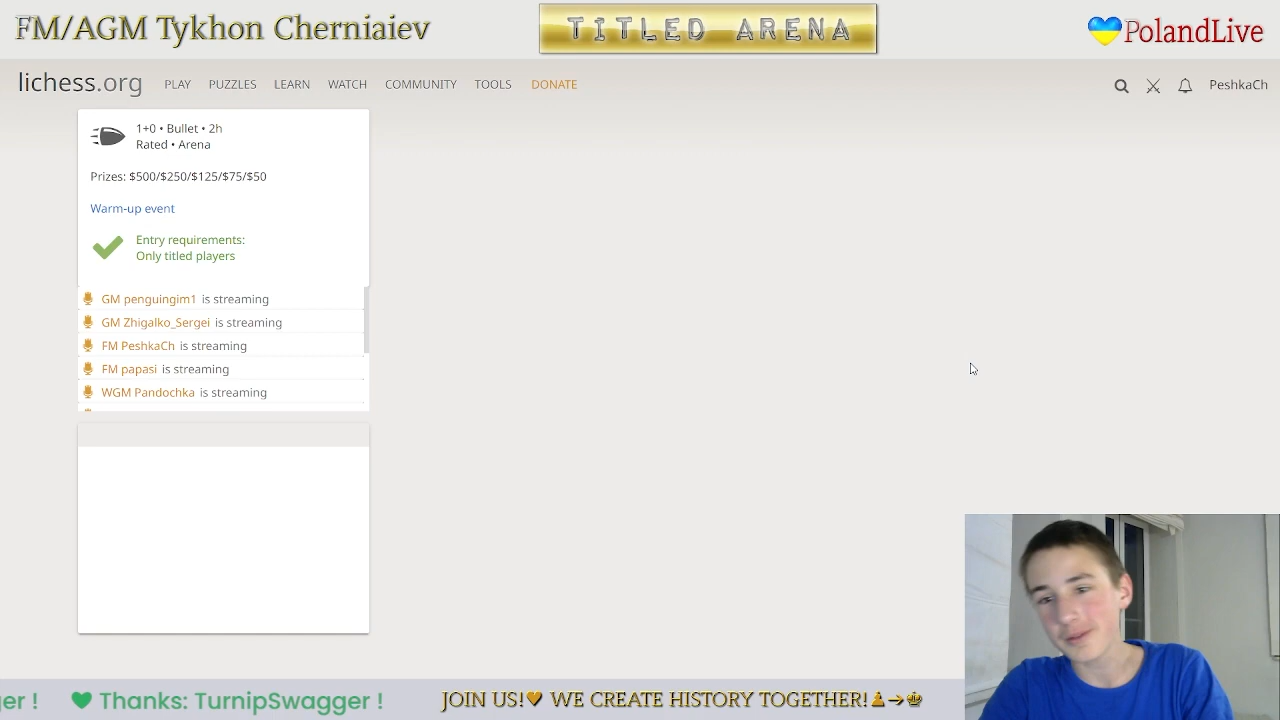 FM/AGM Tykhon Cherniaiev
TITLED ARENA
PolandLive
lichess.org PLAY PUZZLES LEARN WATCH COMMUNITY TOOLS DONATE PeshkaCh
1+0 • Bullet • 2h
Rated • Arena
Prizes: $500/$250/$125/$75/$50
Warm-up event
Entry requirements:
Only titled players
GM penguingim1 is streaming
GM Zhigalko_Sergei is streaming
FM PeshkaCh is streaming
FM papasi is streaming
WGM Pandochka is streaming
ger ! Thanks: TurnipSwagger !
JOIN US!🧡 WE CREATE HISTORY TOGETHER!♟→♚